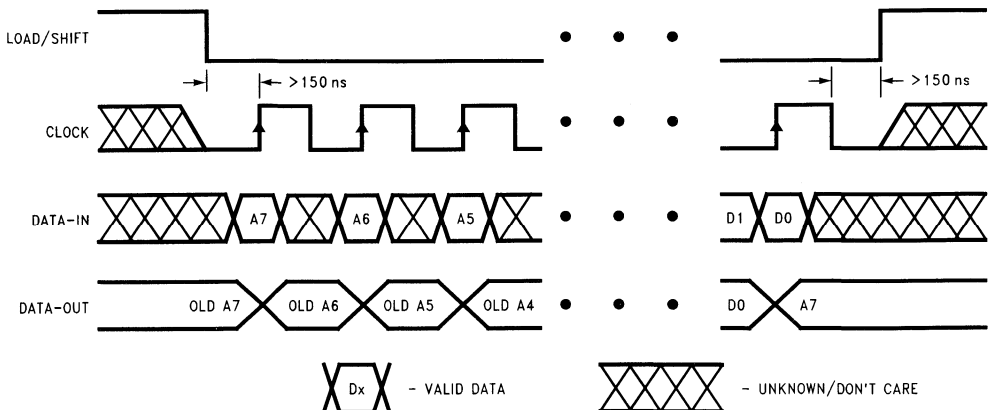 LOAD/SHIFT
>150 ns >150 ns
CLOCK
DATA-IN A7 A6 A5 D1 D0
DATA-OUT OLD A7 OLD A6 OLD A5 OLD A4 D0 A7
Dx - VALID DATA - UNKNOWN/DON'T CARE